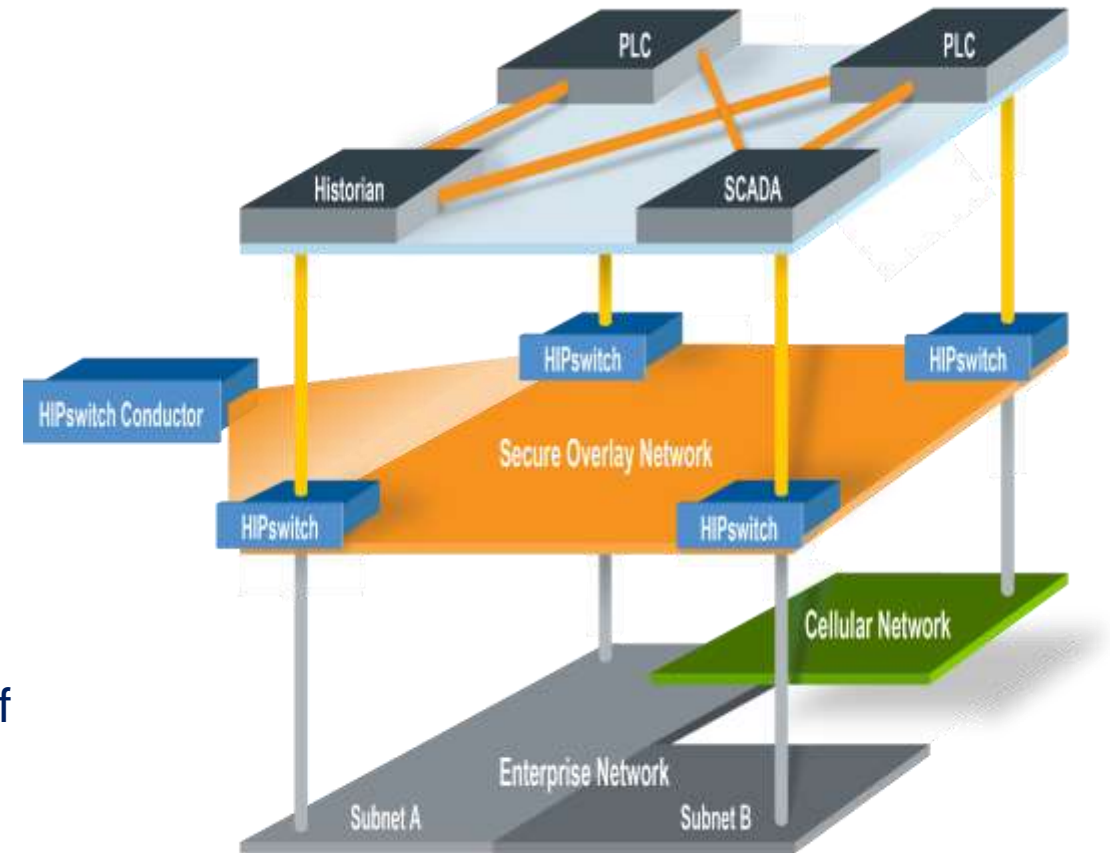 PLC
PLC
Historian
SCADA
HIPswitch
HIPswitch
HIPswitch Conductor
Secure Overlay Network
HIPswitch
HIPswitch
Cellular Network
f
Enterprise Network
Subnet A
Subnet B